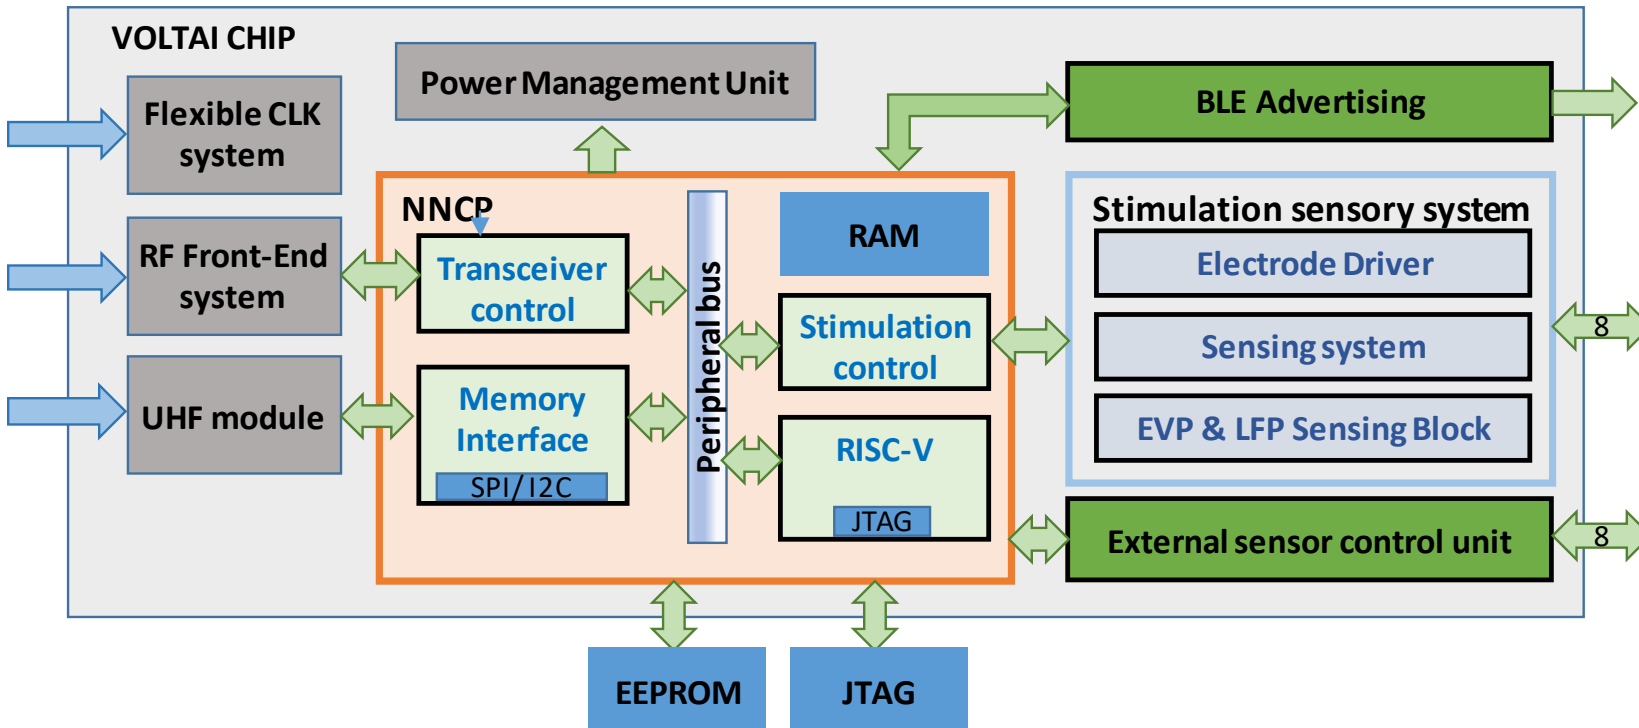 VOLTAI CHIP
Flexible CLK
system
Power Management Unit
BLE Advertising
RF Front-End
system
UHF module
NNCP
Transceiver
control
Memory
Interface
SPI/I2C
Peripheral bus
RAM
Stimulation
control
RISC-V
JTAG
Stimulation sensory system
Electrode Driver
Sensing system
EVP & LFP Sensing Block
8
External sensor control unit
8
EEPROM
JTAG